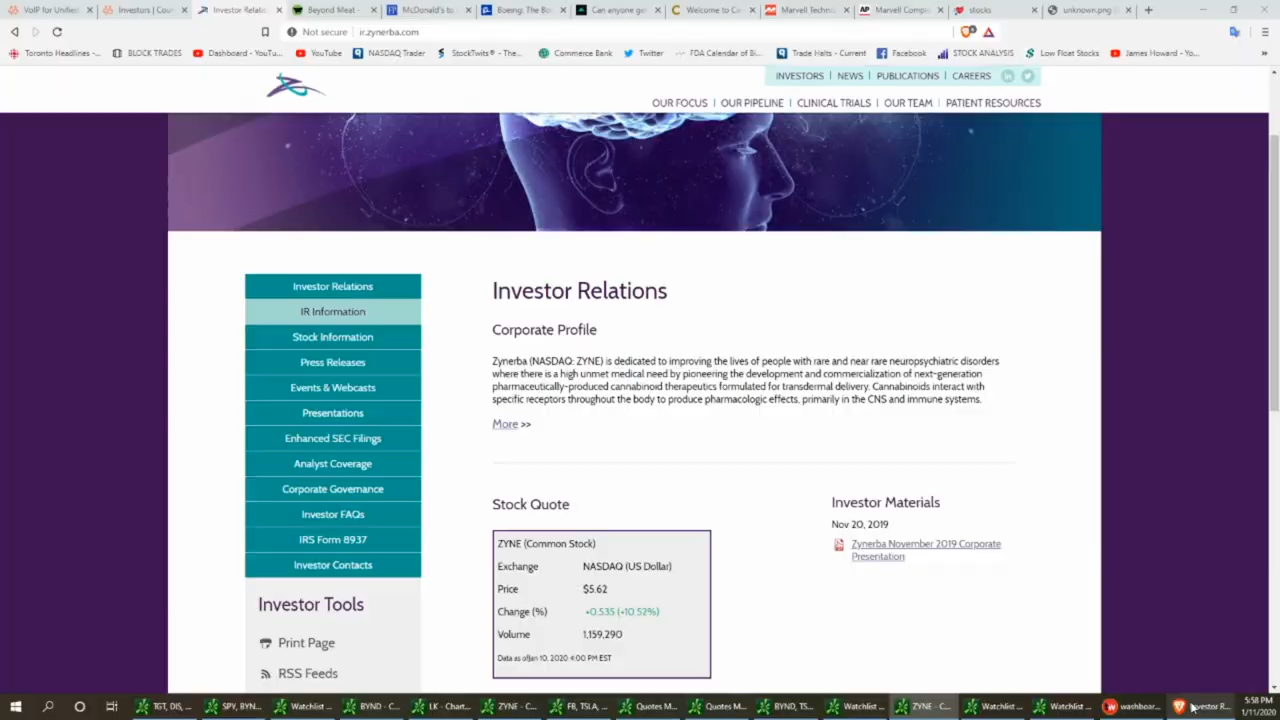 VoIP for Unified
Investors | Coun
Investor Relatio
Beyond Meat -
McDonald's to
Boeing: The Bo
Can anyone ge
Welcome to Ce
Marvell Techno
Marvell Comple
stocks
unknown.png
Not secure
ir.zynerba.com
Toronto Headlines -...
BLOCK TRADES
Dashboard - YouTu...
YouTube
NASDAQ Trader
StockTwits® - The...
Commerce Bank
Twitter
FDA Calendar of Bi...
Trade Halts - Current
Facebook
STOCK ANALYSIS
Low Float Stocks
James Howard - Yo...
INVESTORS | NEWS | PUBLICATIONS | CAREERS
OUR FOCUS | OUR PIPELINE | CLINICAL TRIALS | OUR TEAM | PATIENT RESOURCES
Investor Relations
IR Information
Stock Information
Press Releases
Events & Webcasts
Presentations
Enhanced SEC Filings
Analyst Coverage
Corporate Governance
Investor FAQs
IRS Form 8937
Investor Contacts
Investor Tools
Print Page
RSS Feeds
Investor Relations
Corporate Profile
Zynerba (NASDAQ: ZYNE) is dedicated to improving the lives of people with rare and near rare neuropsychiatric disorders
where there is a high unmet medical need by pioneering the development and commercialization of next-generation
pharmaceutically-produced cannabinoid therapeutics formulated for transdermal delivery. Cannabinoids interact with
specific receptors throughout the body to produce pharmacologic effects, primarily in the CNS and immune systems.
More >>
Stock Quote
ZYNE (Common Stock)
Exchange NASDAQ (US Dollar)
Price $5.62
Change (%) +0.535 (+10.52%)
Volume 1,159,290
Data as of Jan 10, 2020 4:00 PM EST
Investor Materials
Nov 20, 2019
Zynerba November 2019 Corporate
Presentation
TGT, DIS, ...
SPY, BYN...
Watchlist ...
BYND - C...
LK - Chart...
ZYNE - C...
FB, TSLA, ...
Quotes M...
Quotes M...
BYND, TS...
Watchlist ...
ZYNE - C...
Watchlist ...
Watchlist ...
washboar...
Investor R...
5:58 PM
1/11/2020